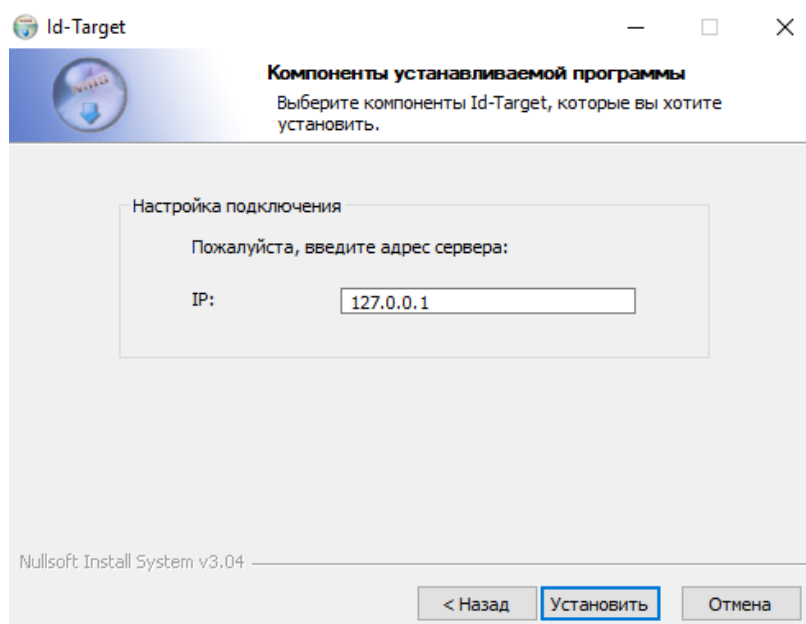 Id-Target
Компоненты устанавливаемой программы
Выберите компоненты Id-Target, которые вы хотите
установить.
Настройка подключения
Пожалуйста, введите адрес сервера:
IP: 127.0.0.1
Nullsoft Install System v3.04
< Назад Установить Отмена